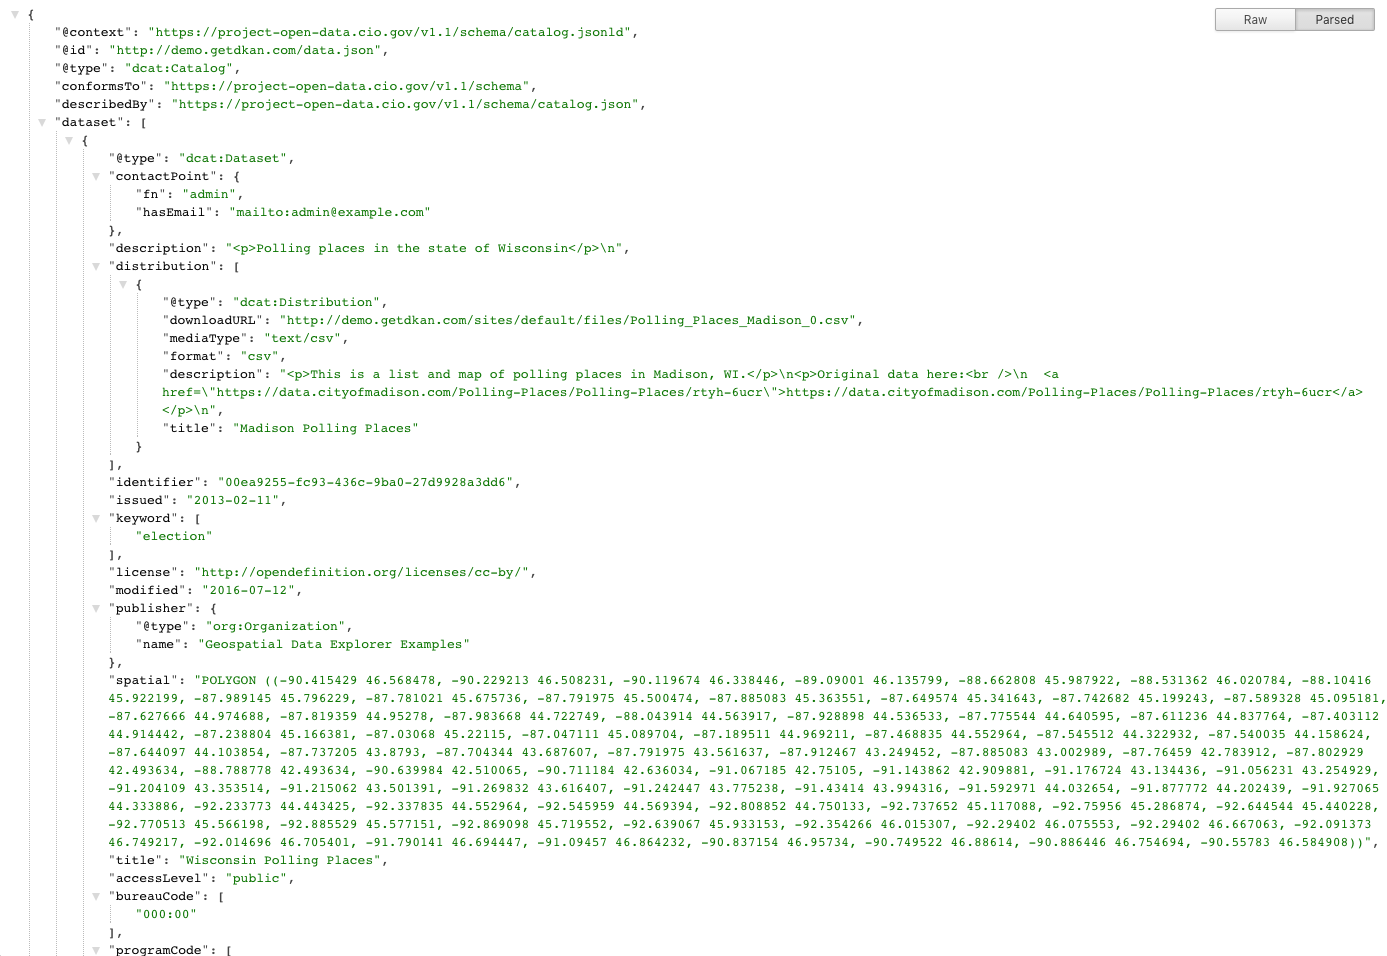 {
Raw Parsed
"@context": "https://project-open-data.cio.gov/v1.1/schema/catalog.jsonld",
"@id": "http://demo.getdkan.com/data.json",
"@type": "dcat:Catalog",
"conformsTo": "https://project-open-data.cio.gov/v1.1/schema",
"describedBy": "https://project-open-data.cio.gov/v1.1/schema/catalog.json",
"dataset": [
{
"@type": "dcat:Dataset",
"contactPoint": {
"fn": "admin",
"hasEmail": "mailto:admin@example.com"
},
"description": "<p>Polling places in the state of Wisconsin</p>\n",
"distribution": [
{
"@type": "dcat:Distribution",
"downloadURL": "http://demo.getdkan.com/sites/default/files/Polling_Places_Madison_0.csv",
"mediaType": "text/csv",
"format": "csv",
"description": "<p>This is a list and map of polling places in Madison, WI.</p>\n<p>Original data here:<br />\n  <a
href=\"https://data.cityofmadison.com/Polling-Places/Polling-Places/rtyh-6ucr\">https://data.cityofmadison.com/Polling-Places/Polling-Places/rtyh-6ucr</a>
</p>\n",
"title": "Madison Polling Places"
}
],
"identifier": "00ea9255-fc93-436c-9ba0-27d9928a3dd6",
"issued": "2013-02-11",
"keyword": [
"election"
],
"license": "http://opendefinition.org/licenses/cc-by/",
"modified": "2016-07-12",
"publisher": {
"@type": "org:Organization",
"name": "Geospatial Data Explorer Examples"
},
"spatial": "POLYGON ((-90.415429 46.568478, -90.229213 46.508231, -90.119674 46.338446, -89.09001 46.135799, -88.662808 45.987922, -88.531362 46.020784, -88.10416
45.922199, -87.989145 45.796229, -87.781021 45.675736, -87.791975 45.500474, -87.885083 45.363551, -87.649574 45.341643, -87.742682 45.199243, -87.589328 45.095181,
-87.627666 44.974688, -87.819359 44.95278, -87.983668 44.722749, -88.043914 44.563917, -87.928898 44.536533, -87.775544 44.640595, -87.611236 44.837764, -87.403112
44.914442, -87.238804 45.166381, -87.03068 45.22115, -87.047111 45.089704, -87.189511 44.969211, -87.468835 44.552964, -87.545512 44.322932, -87.540035 44.158624,
-87.644097 44.103854, -87.737205 43.8793, -87.704344 43.687607, -87.791975 43.561637, -87.912467 43.249452, -87.885083 43.002989, -87.76459 42.783912, -87.802929
42.493634, -88.788778 42.493634, -90.639984 42.510065, -90.711184 42.636034, -91.067185 42.75105, -91.143862 42.909881, -91.176724 43.134436, -91.056231 43.254929,
-91.204109 43.353514, -91.215062 43.501391, -91.269832 43.616407, -91.242447 43.775238, -91.43414 43.994316, -91.592971 44.032654, -91.877772 44.202439, -91.927065
44.333886, -92.233773 44.443425, -92.337835 44.552964, -92.545959 44.569394, -92.808852 44.750133, -92.737652 45.117088, -92.75956 45.286874, -92.644544 45.440228,
-92.770513 45.566198, -92.885529 45.577151, -92.869098 45.719552, -92.639067 45.933153, -92.354266 46.015307, -92.29402 46.075553, -92.29402 46.667063, -92.091373
46.749217, -92.014696 46.705401, -91.790141 46.694447, -91.09457 46.864232, -90.837154 46.95734, -90.749522 46.88614, -90.886446 46.754694, -90.55783 46.584908))",
"title": "Wisconsin Polling Places",
"accessLevel": "public",
"bureauCode": [
"000:00"
],
"programCode": [